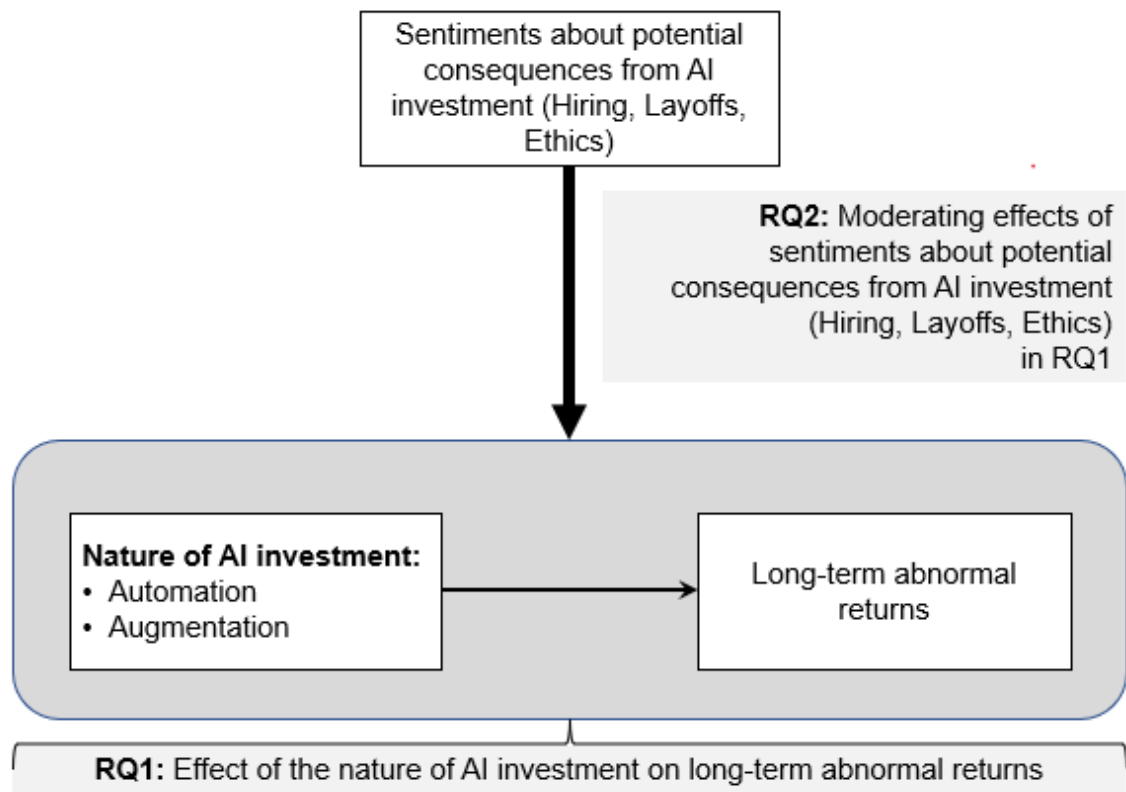 Sentiments about potential
consequences from AI
investment (Hiring, Layoffs,
Ethics)
RQ2: Moderating effects of
sentiments about potential
consequences from AI investment
(Hiring, Layoffs, Ethics)
in RQ1
Nature of AI investment:
• Automation
• Augmentation
Long-term abnormal
returns
RQ1: Effect of the nature of AI investment on long-term abnormal returns